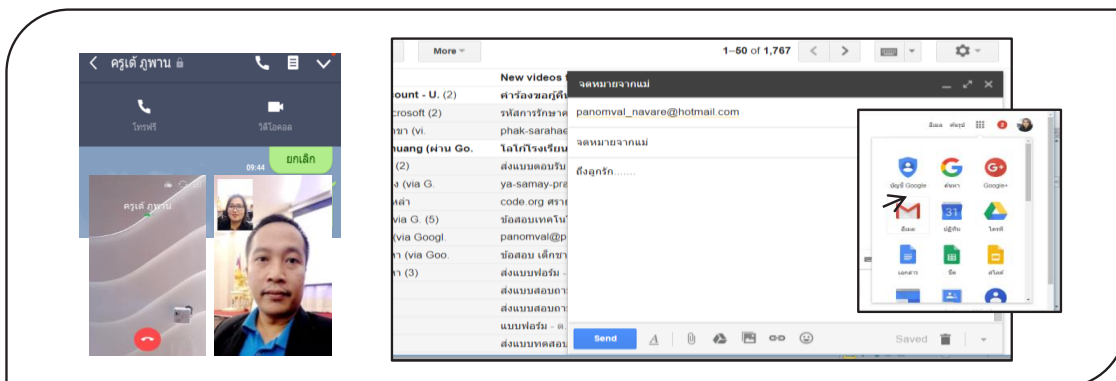 ครูเต้ ภูพาน
โทรฟรี
วิดีโอคอล
ยกเลิก
09:44
ครูเต้ ภูพาน
More
1–50 of 1,767
New videos
ount - U. (2)
crosoft (2)
รหัสการรักษาค
าขา (vi.
phak-sarahae
huang (ผ่าน Go.
โลโก้โรงเรียน
(2)
ส่งแบบตอบรับ
ง (via G.
ya-samay-pra
หล่า
code.org ศรา
via G. (5)
ข้อสอบเทคโน
(via Googl.
panomval@p
าา (via Goo.
ข้อสอบ เด็กชา
าา (3)
ส่งแบบฟอร์ม -
ส่งแบบสอบถา
ส่งแบบสอบถา
แบบฟอร์ม - ด.
ส่งแบบทดสอบ
จดหมายจากแม่
panomval_navare@hotmail.com
จดหมายจากแม่
ถึงลูกรัก.......
Send
Saved
อีเมล ค้นรูป
บัญชี Google
ค้นหา
Google+
31
อีเมล
ปฏิทิน
ไดรฟ์
เอกสาร
ชีต
สไลด์